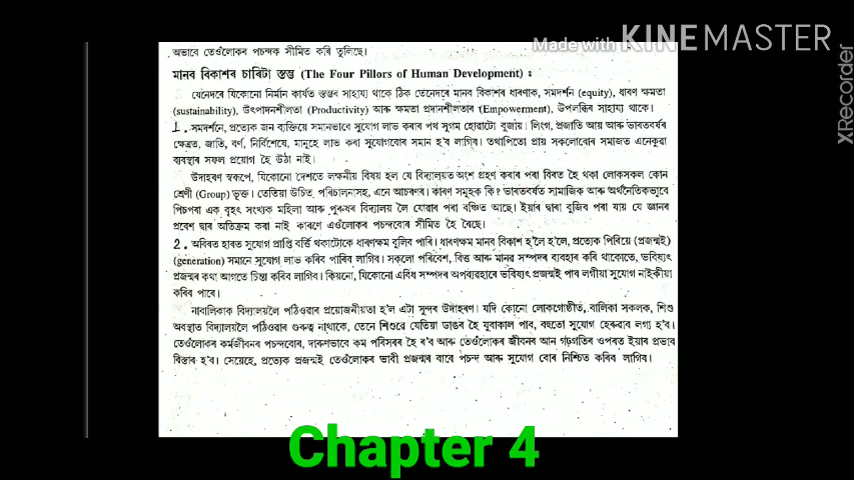 Made with KINEMASTER
XRecorder
অভাবে তেওঁলোকৰ পচন্দক সীমিত কৰি তুলিছে।
মানব বিকাশৰ চাৰিটা স্তম্ভ (The Four Pillors of Human Development) :
যেনেদৰে যিকোনো নিৰ্মান কাৰ্যত স্তম্ভৰ সাহায্য থাকে ঠিক তেনেদৰে মানব বিকাশৰ ধাৰণাক, সমদৰ্শন (equity), ধাৰণ ক্ষমতা
(sustainability), উৎপাদনশীলতা (Productivity) আৰু ক্ষমতা প্ৰদানশীলতাৰ (Empowerment), উপলব্ধিৰ সাহায্য থাকে।
1. সমদৰ্শনে, প্ৰত্যেক জন ব্যক্তিয়ে সমানভাবে সুযোগ লাভ কৰাৰ পথ সুগম হোৱাটো বুজায়। লিংগ, প্ৰজাতি আয় আৰু ভাৰতবৰ্ষৰ
ক্ষেত্ৰত, জাতি, বৰ্ণ, নিৰ্বিশেষে, মানুহে লাভ কৰা সুযোগবোৰ সমান হ'ব লাগিব। তথাপিতো প্ৰায় সকলোবোৰ সমাজত এনেকুৱা
ব্যৱস্থাৰ সফল প্ৰয়োগ হৈ উঠা নাই।
উদাহৰণ স্বৰূপে, যিকোনো দেশতে লক্ষনীয় বিষয় হল যে বিদ্যালয়ত অংশ গ্ৰহণ কৰাৰ পৰা বিৰত হৈ থকা লোকসকল কোন
শ্ৰেণী (Group) ভূক্ত। তেতিয়া উচিত, পৰিচালনাসহ, এনে আচৰণৰ। কাৰণ সমূহক কি? ভাৰতবৰ্ষত সামাজিক আৰু অৰ্থনৈতিকভাবে
পিচপৰা এক বৃহৎ সংখ্যক মহিলা আৰু পুৰুষৰ বিদ্যালয় লৈ যোৱাৰ পৰা বঞ্চিত আছে। ইয়াৰ দ্বাৰা বুজিব পৰা যায় যে জ্ঞানৰ
প্ৰবেশ দ্বাৰ অতিক্ৰম কৰা নাই কাৰণে এওঁলোকৰ পচন্দবোৰ সীমিত হৈ ৰৈছে।
2. অবিৰত হাৰত সুযোগ প্ৰাপ্তি বৰ্ত্তি থকাটোকে ধাৰণক্ষম বুলিব পাৰি। ধাৰণক্ষম মানব বিকাশ হ'লৈ হ'লে, প্ৰত্যেক পিৰিয়ে (প্ৰজন্মই)
(generation) সমানে সুযোগ লাভ কৰিব পাৰিব লাগিব। সকলো পৰিবেশ, বিত্ত আৰু মানৱ সম্পদৰ ব্যৱহাৰ কৰি থাকোতে, ভবিষ্যৎ
প্ৰজন্মৰ কথা আগতে চিন্তা কৰিব লাগিব। কিয়নো, যিকোনো এবিধ সম্পদৰ অপব্যৱহাৰে ভবিষ্যৎ প্ৰজন্মই পাব লগীয়া সুযোগ নাইকীয়া
কৰিব পাৰে।
নাবালিকাক বিদ্যালয়লৈ পঠিওৱাৰ প্ৰয়োজনীয়তা হ'ল এটা সুন্দৰ উদাহৰণ। যদি কোনো লোকগোষ্ঠীত, বালিকা সকলক, শিশু
অবস্থাত বিদ্যালয়লৈ পঠিওৱাৰ গুৰুত্ব নাথাকে, তেনে শিশুৱে যেতিয়া ডাঙৰ হৈ যুবাকাল পাব, বহুতো সুযোগ হেৰুৱাব লগা হ'ব।
তেওঁলোকৰ কৰ্মজীবনৰ পচন্দবোৰ, দাৰুণভাবে কম পৰিসৰৰ হৈ ৰ'ব আৰু তেওঁলোকৰ জীবনৰ আন গঢ়গতিৰ ওপৰত ইয়াৰ প্ৰভাব
বিস্তাৰ হ'ব। সেয়েহে, প্ৰত্যেক প্ৰজন্মই তেওঁলোকৰ ভাবী প্ৰজন্মৰ বাবে পচন্দ আৰু সুযোগ বোৰ নিশ্চিত কৰিব লাগিব।
Chapter 4